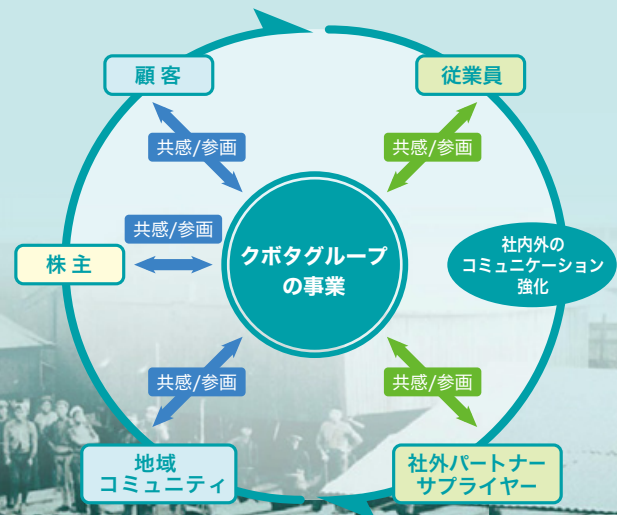 顧 客
従業員
共感/参画
共感/参画
共感/参画
株 主
クボタグループ
の事業
社内外の
コミュニケーション
強化
共感/参画
共感/参画
地域
コミュニティ
社外パートナー
サプライヤー